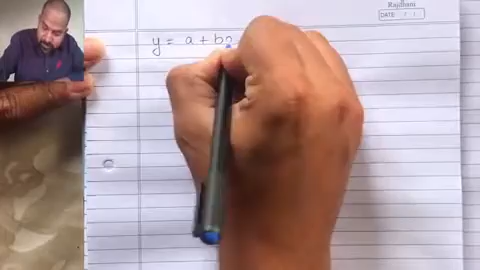 Rajdhani
DATE
y = a + b